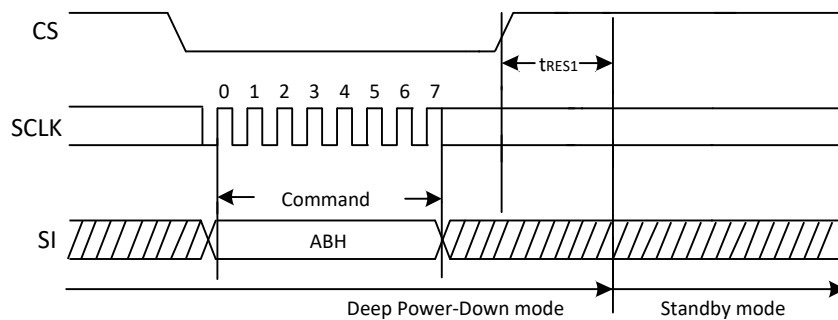 CS
tRES1
0 1 2 3 4 5 6 7
SCLK
Command
SI
ABH
Deep Power-Down mode
Standby mode